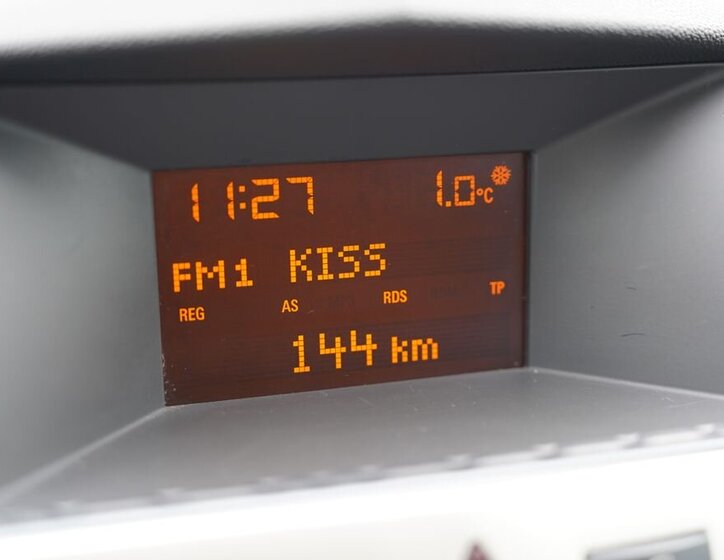 11:27 1.0°C
FM1 KISS
REG AS RDS TP
144 km